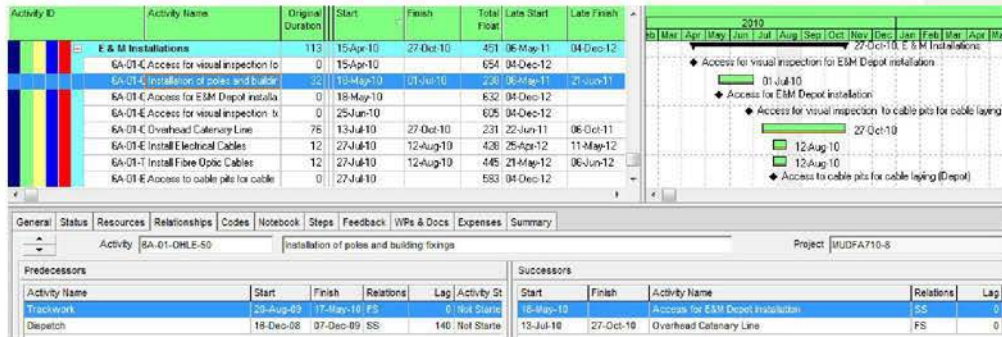 Activity ID Activity Name Original Duration Start Finish Total Float Late Start Late Finish
2010
Mar Apr May Jun Jul Aug Sep Oct Nov Dec Jan Feb Mar Apr
E & M Installations 113 15-Apr-10 27-Oct-10 451 06-May-11 04-Dec-12 27-Oct-10, E & M Installations
Access for visual inspection to 0 15-Apr-10 654 04-Dec-12 Access for visual inspection for E&M Depot installation
Installation of poles and buildin 32 18-May-10 01-Jul-10 06-May-11 21-Jun-11 01-Jul-10
Access for E&M Depot installa 0 18-May-10 632 04-Dec-12 Access for E&M Depot installation
Access for visual inspection to 0 25-Jun-10 605 04-Dec-12 Access for visual inspection to cable pits for cable laying
Overhead Catenary Line 76 13-Jul-10 27-Oct-10 231 22-Jun-11 06-Oct-11 27-Oct-10
Install Electrical Cables 12 27-Jul-10 12-Aug-10 428 25-Apr-12 11-May-12 12-Aug-10
Install Fibre Optic Cables 12 27-Jul-10 12-Aug-10 445 21-May-12 06-Jun-12 12-Aug-10
Access to cable pits for cable 0 27-Jul-10 583 04-Dec-12 Access to cable pits for cable laying (Depot)
General Status Resources Relationships Codes Notebook Steps Feedback WPs & Docs Expenses Summary
Activity 6A-01-OHLE-50 Installation of poles and building fixings Project MUDFA710-8
Predecessors Successors
Activity Name Start Finish Relations Lag Activity St Start Finish Activity Name Relations Lag
Trackwork 20-Aug-09 17-May-10 FS 0 Not Starte 18-May-10 Access for E&M Depot installation SS 0
Dispatch 16-Dec-08 07-Dec-09 SS 140 Not Starte 13-Jul-10 27-Oct-10 Overhead Catenary Line FS 0